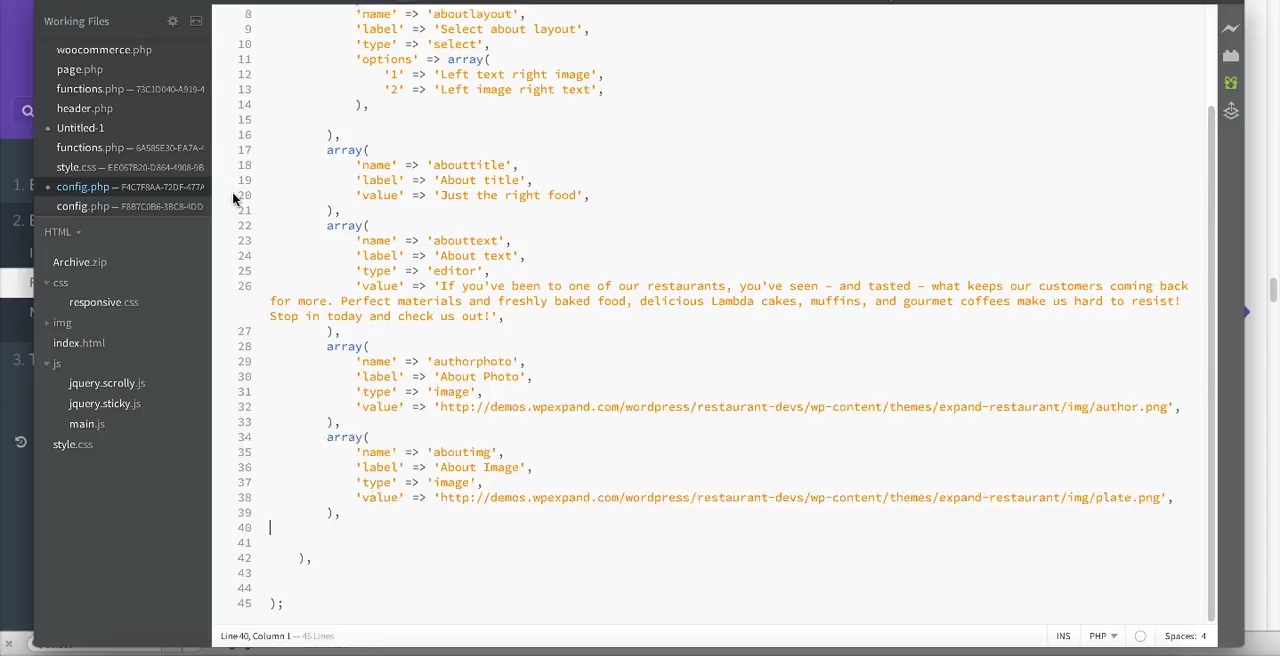 Working Files
woocommerce.php
page.php
functions.php — 73C1D040-A919-4
header.php
Untitled-1
functions.php — 6A585E30-EA7A-
style.css — EE067B20-D864-4908-9B
config.php — F4C7F8AA-72DF-477A
config.php — F8B7C0B6-3BC8-4DD
HTML
Archive.zip
css
responsive.css
img
index.html
js
jquery.scrolly.js
jquery.sticky.js
main.js
style.css
8 'name' => 'aboutlayout',
9 'label' => 'Select about layout',
10 'type' => 'select',
11 'options' => array(
12 '1' => 'Left text right image',
13 '2' => 'Left image right text',
14 ),
15
16 ),
17 array(
18 'name' => 'abouttitle',
19 'label' => 'About title',
20 'value' => 'Just the right food',
21 ),
22 array(
23 'name' => 'abouttext',
24 'label' => 'About text',
25 'type' => 'editor',
26 'value' => 'If you’ve been to one of our restaurants, you’ve seen – and tasted – what keeps our customers coming back
for more. Perfect materials and freshly baked food, delicious Lambda cakes, muffins, and gourmet coffees make us hard to resist!
Stop in today and check us out!',
27 ),
28 array(
29 'name' => 'authorphoto',
30 'label' => 'About Photo',
31 'type' => 'image',
32 'value' => 'http://demos.wpexpand.com/wordpress/restaurant-devs/wp-content/themes/expand-restaurant/img/author.png',
33 ),
34 array(
35 'name' => 'aboutimg',
36 'label' => 'About Image',
37 'type' => 'image',
38 'value' => 'http://demos.wpexpand.com/wordpress/restaurant-devs/wp-content/themes/expand-restaurant/img/plate.png',
39 ),
40
41
42 ),
43
44
45 );
Line 40, Column 1 — 45 Lines
INS
PHP
Spaces: 4